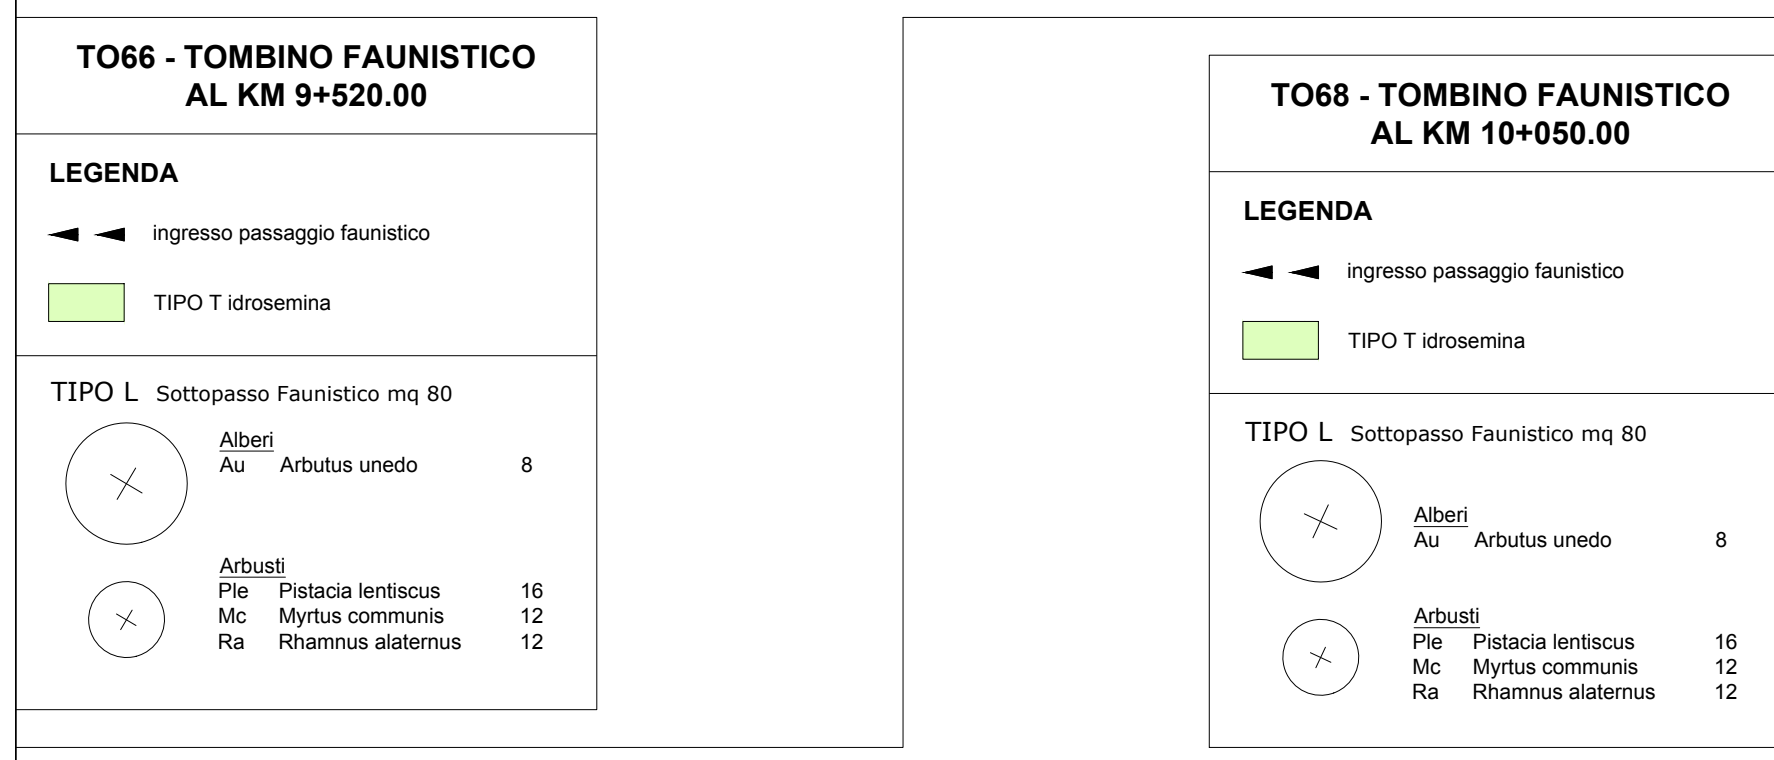 TO66 - TOMBINO FAUNISTICO
AL KM 9+520.00
LEGENDA
ingresso passaggio faunistico
TIPO T idrosemina
TIPO L Sottopasso Faunistico mq 80
Alberi
Au Arbutus unedo 8
Arbusti
Ple Pistacia lentiscus 16
Mc Myrtus communis 12
Ra Rhamnus alaternus 12
TO68 - TOMBINO FAUNISTICO
AL KM 10+050.00
LEGENDA
ingresso passaggio faunistico
TIPO T idrosemina
TIPO L Sottopasso Faunistico mq 80
Alberi
Au Arbutus unedo 8
Arbusti
Ple Pistacia lentiscus 16
Mc Myrtus communis 12
Ra Rhamnus alaternus 12